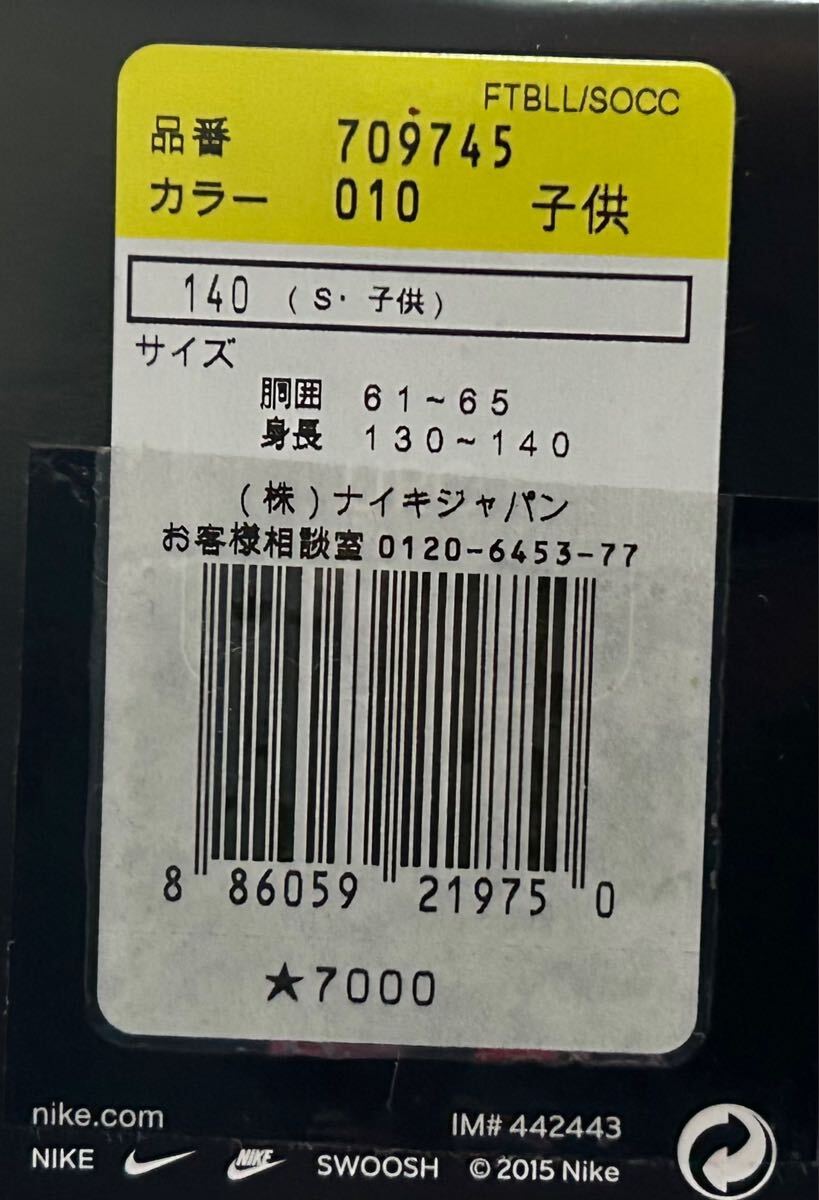 FTBLL/SOCC
品番 709745
カラー 010 子供
140 (S・子供)
サイズ
胴囲 61~65
身長 130~140
(株)ナイキジャパン
お客様相談室 0120-6453-77
8 86059 21975 0
★7000
nike.com
IM# 442443
NIKE NIKE SWOOSH © 2015 Nike